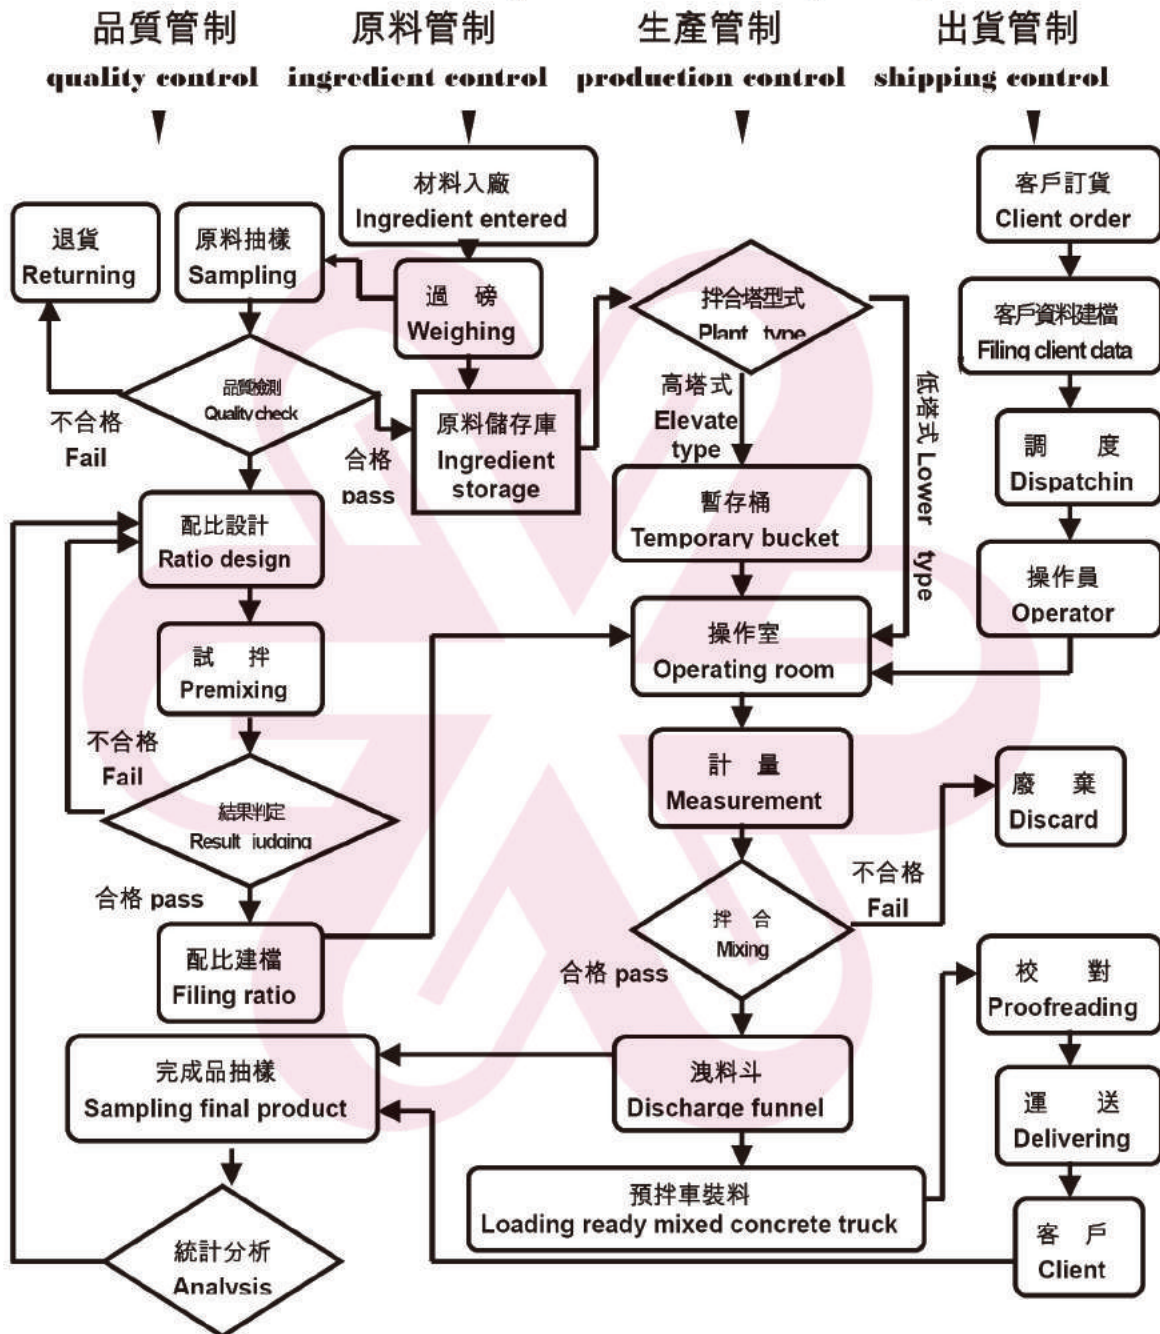 品質管制
quality control
原料管制
ingredient control
生產管制
production control
出貨管制
shipping control
材料入廠
Ingredient entered
退貨
Returning
原料抽樣
Sampling
過 磅
Weighing
品質檢測
Quality check
不合格
Fail
合格
pass
原料儲存庫
Ingredient
storage
配比設計
Ratio design
試 拌
Premixing
不合格
Fail
結果判定
Result judging
合格 pass
配比建檔
Filing ratio
完成品抽樣
Sampling final product
統計分析
Analysis
拌合塔型式
Plant type
高塔式
Elevate
type
低塔式 Lower type
暫存桶
Temporary bucket
操作室
Operating room
計 量
Measurement
拌 合
Mixing
不合格
Fail
合格 pass
洩料斗
Discharge funnel
預拌車裝料
Loading ready mixed concrete truck
客戶訂貨
Client order
客戶資料建檔
Filing client data
調 度
Dispatchin
操作員
Operator
廢 棄
Discard
校 對
Proofreading
運 送
Delivering
客 戶
Client